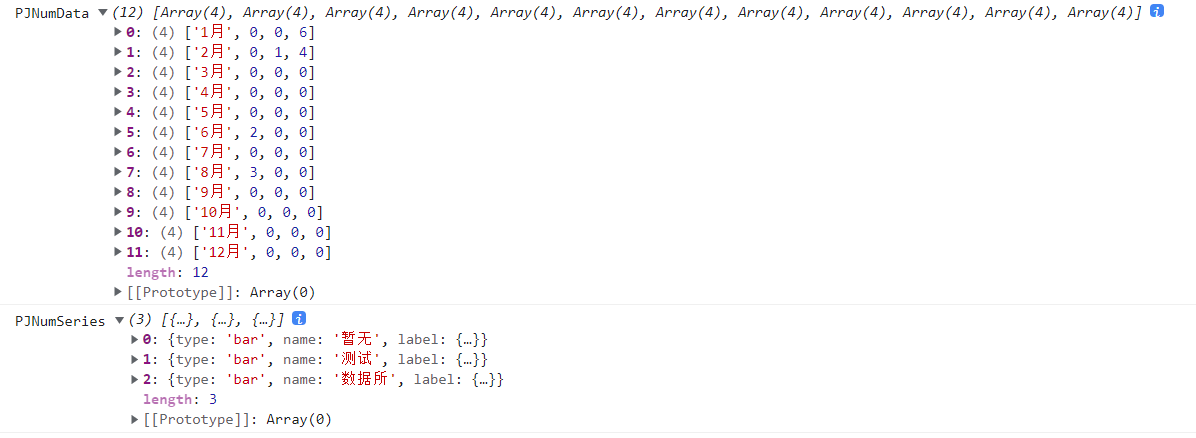 PJNumData ▼ (12) [Array(4), Array(4), Array(4), Array(4), Array(4), Array(4), Array(4), Array(4), Array(4), Array(4), Array(4), Array(4)] i
▶ 0: (4) ['1月', 0, 0, 6]
▶ 1: (4) ['2月', 0, 1, 4]
▶ 2: (4) ['3月', 0, 0, 0]
▶ 3: (4) ['4月', 0, 0, 0]
▶ 4: (4) ['5月', 0, 0, 0]
▶ 5: (4) ['6月', 2, 0, 0]
▶ 6: (4) ['7月', 0, 0, 0]
▶ 7: (4) ['8月', 3, 0, 0]
▶ 8: (4) ['9月', 0, 0, 0]
▶ 9: (4) ['10月', 0, 0, 0]
▶ 10: (4) ['11月', 0, 0, 0]
▶ 11: (4) ['12月', 0, 0, 0]
length: 12
▶ [[Prototype]]: Array(0)
PJNumSeries ▼ (3) [{…}, {…}, {…}] i
▶ 0: {type: 'bar', name: '暂无', label: {…}}
▶ 1: {type: 'bar', name: '测试', label: {…}}
▶ 2: {type: 'bar', name: '数据所', label: {…}}
length: 3
▶ [[Prototype]]: Array(0)